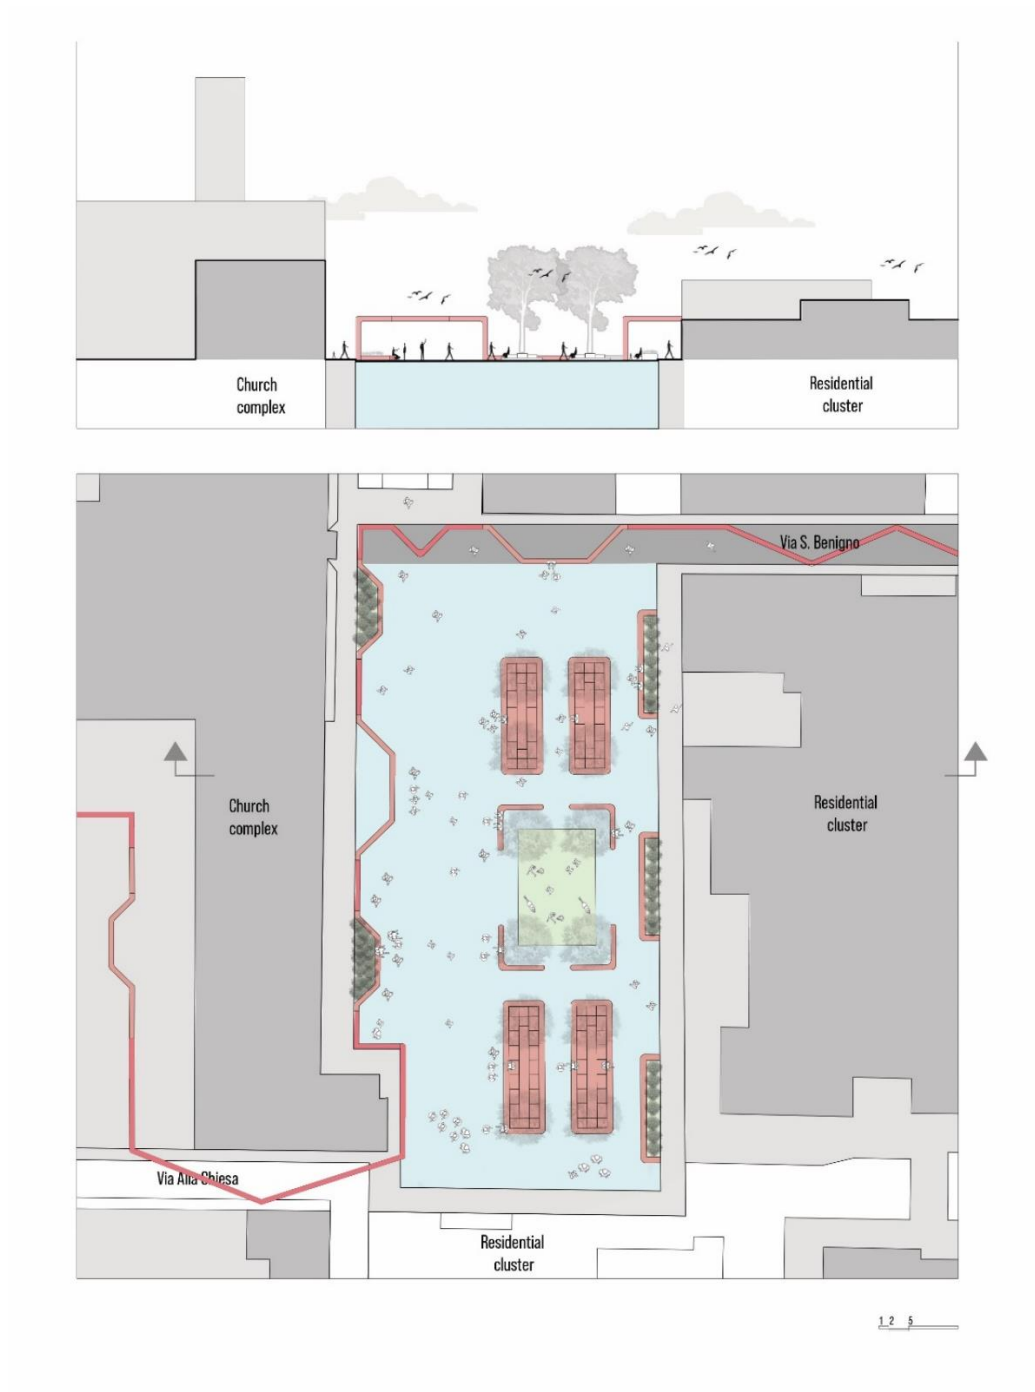 Church
complex
Residential
cluster
Via S. Benigno
Church
complex
Residential
cluster
Via Alla Chiesa
Residential
cluster
1 2 5